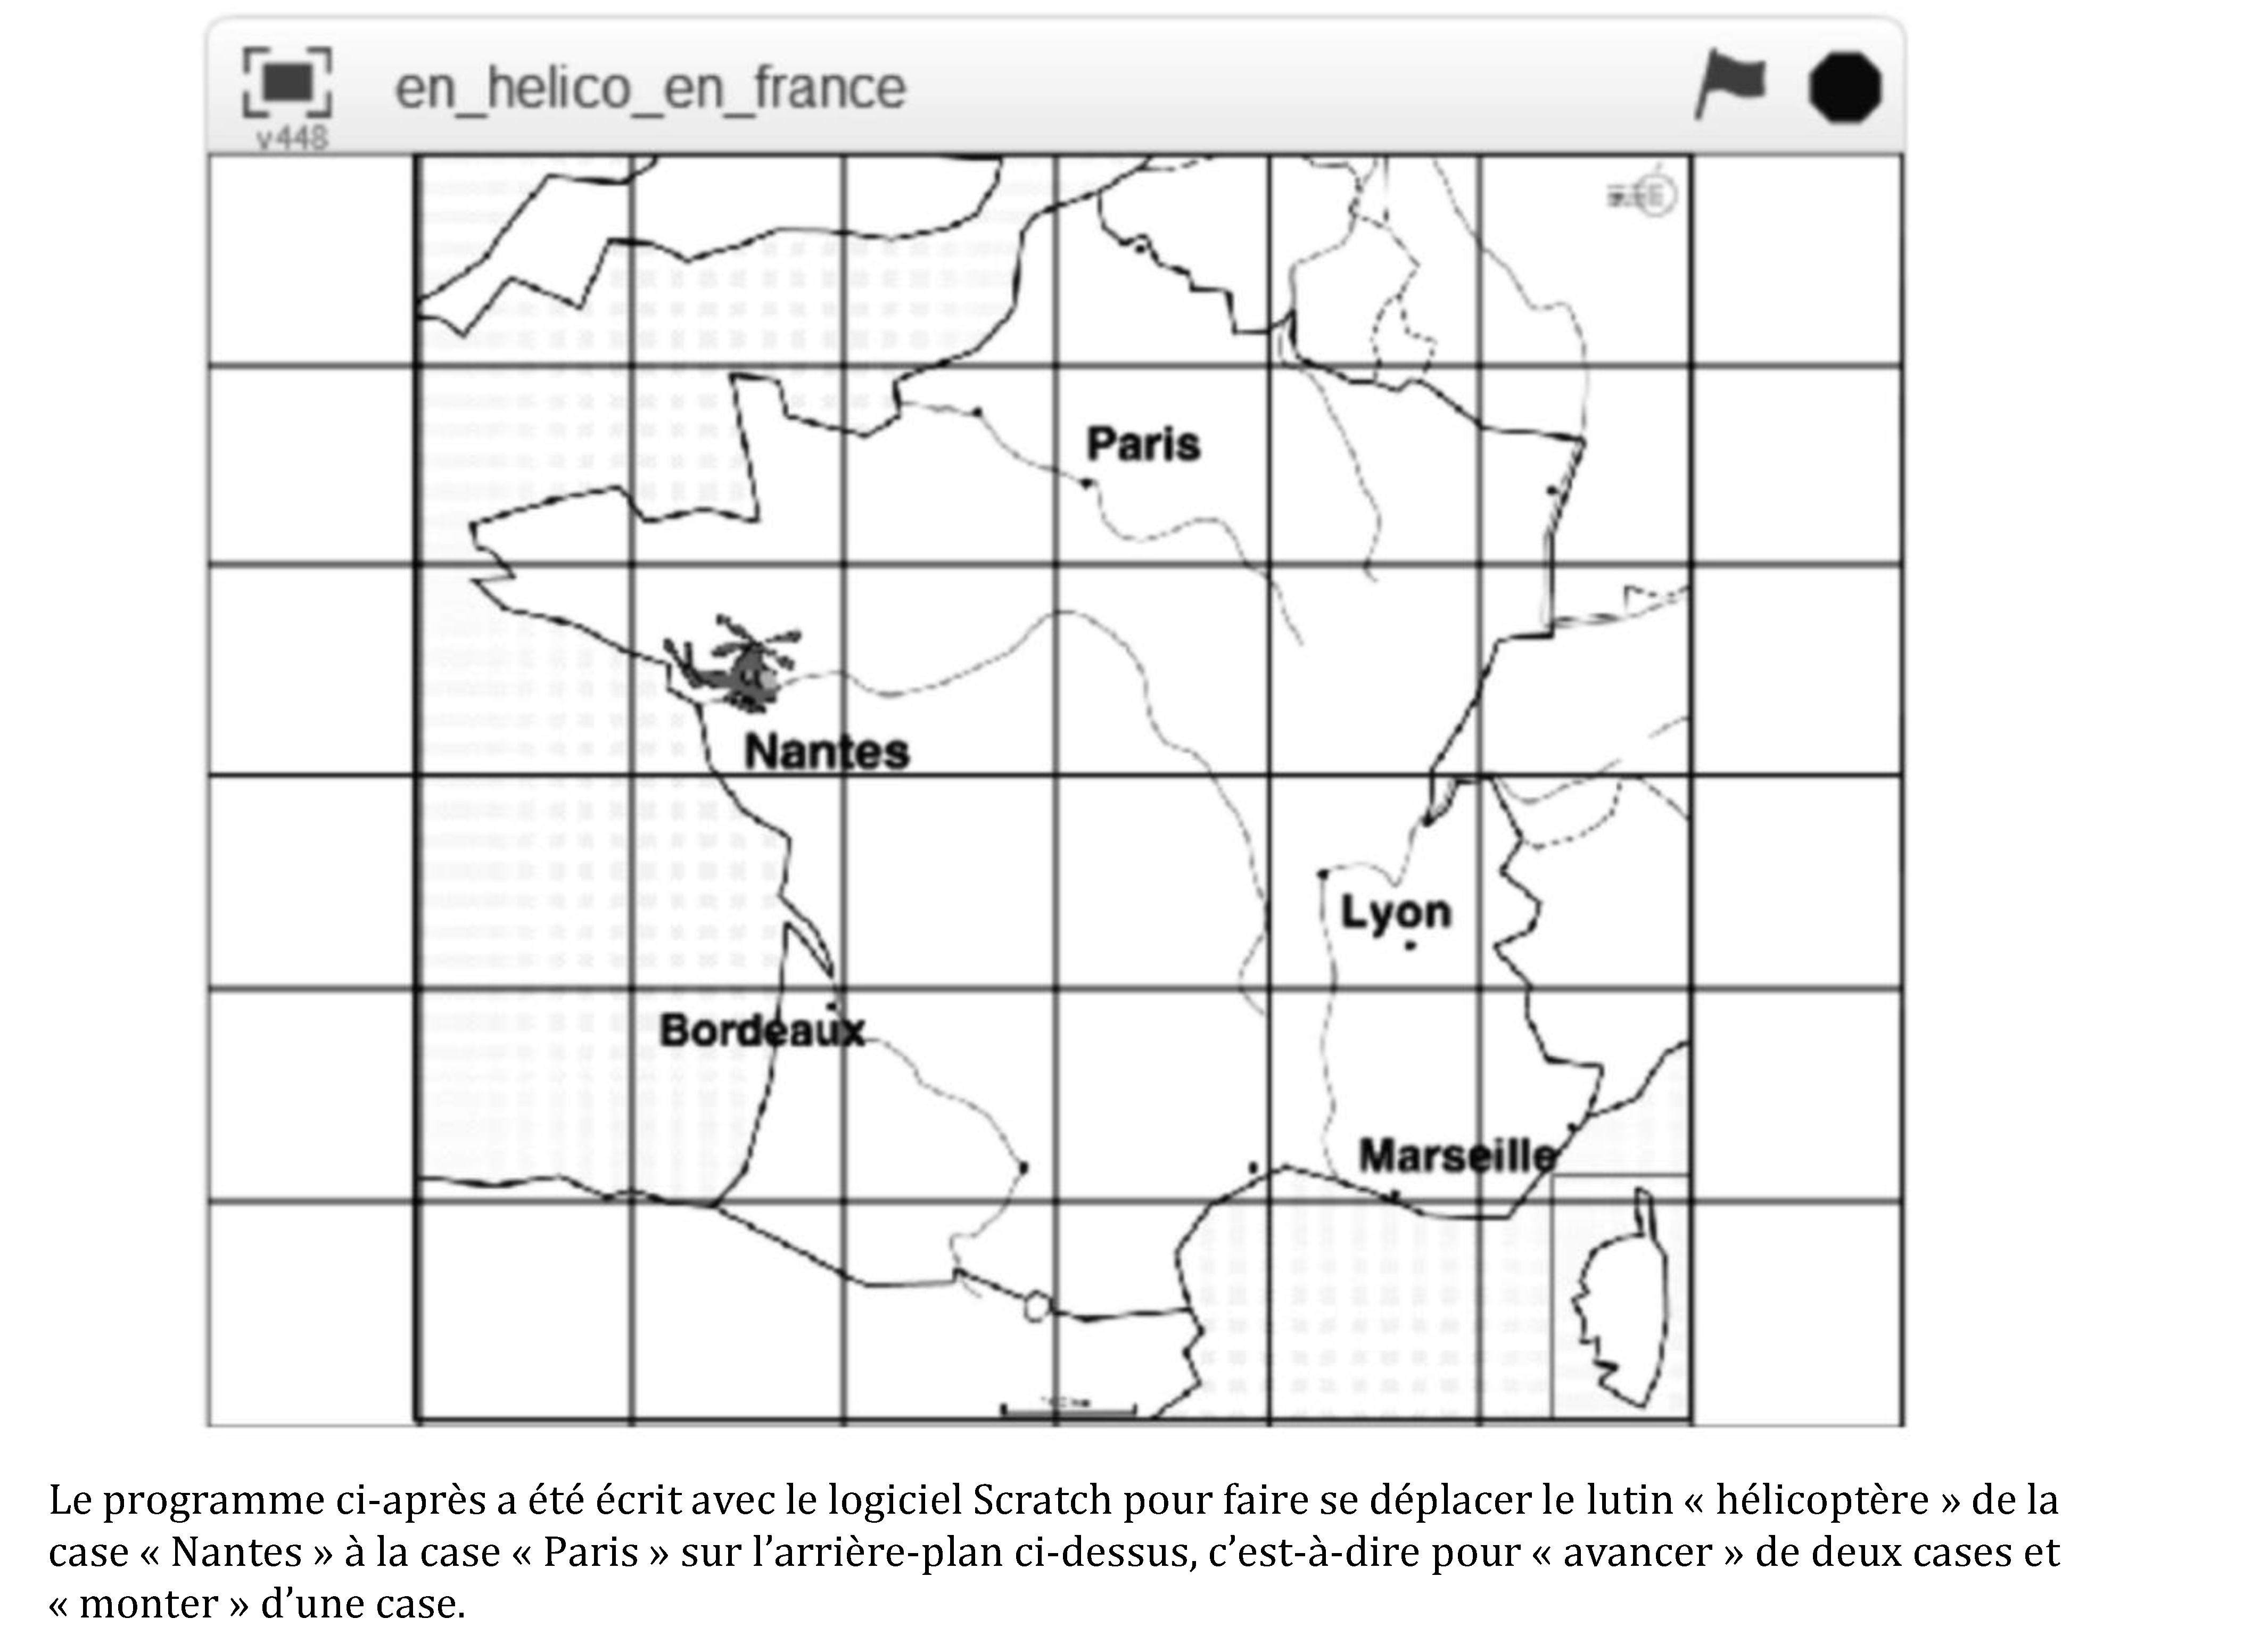 en_helico_en_france
v448
Paris
Nantes
Lyon
Bordeaux
Marseille
Le programme ci-après a été écrit avec le logiciel Scratch pour faire se déplacer le lutin « hélicoptère » de la
case « Nantes » à la case « Paris » sur l’arrière-plan ci-dessus, c’est-à-dire pour « avancer » de deux cases et
« monter » d’une case.